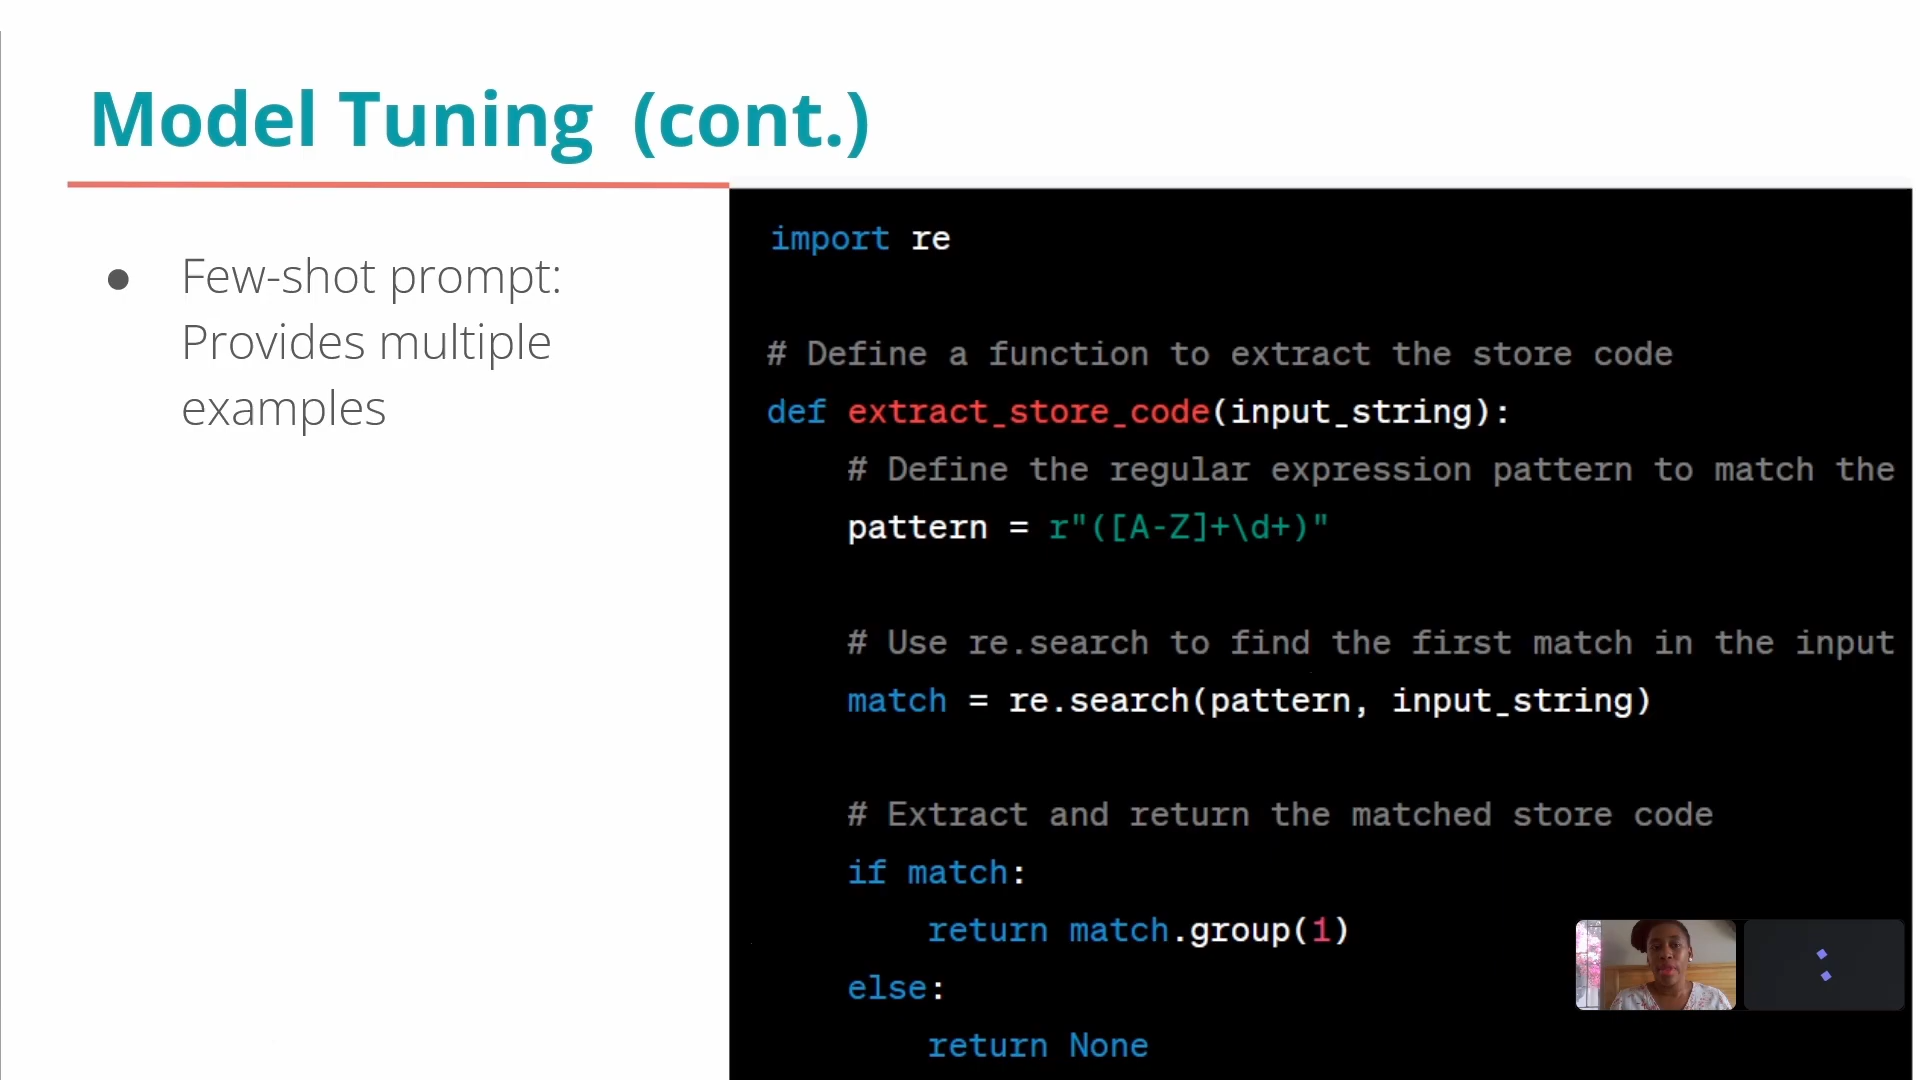 Model Tuning (cont.)
● Few-shot prompt:
Provides multiple
examples
import re
# Define a function to extract the store code
def extract_store_code(input_string):
# Define the regular expression pattern to match the
pattern = r"([A-Z]+\d+)"
# Use re.search to find the first match in the input
match = re.search(pattern, input_string)
# Extract and return the matched store code
if match:
return match.group(1)
else:
return None